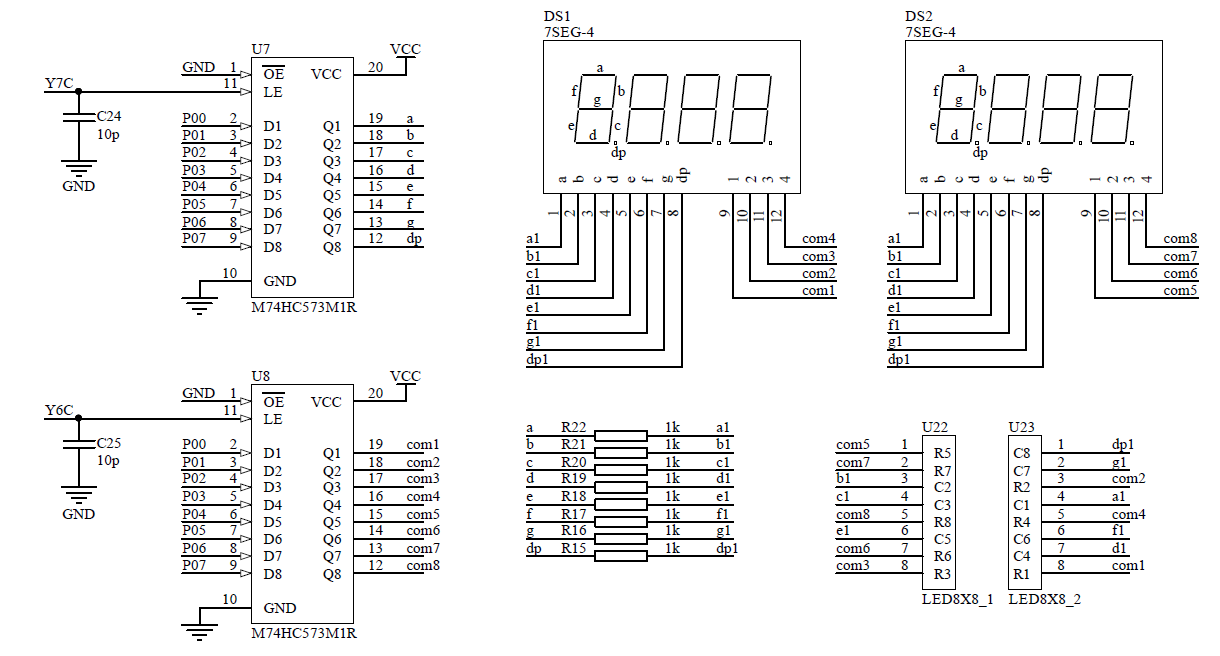 U7
VCC
GND 1 OE VCC 20
Y7C 11 LE
C24
10p
GND
P00 2 D1 Q1 19 a
P01 3 D2 Q2 18 b
P02 4 D3 Q3 17 c
P03 5 D4 Q4 16 d
P04 6 D5 Q5 15 e
P05 7 D6 Q6 14 f
P06 8 D7 Q7 13 g
P07 9 D8 Q8 12 dp
10 GND
M74HC573M1R
DS1
7SEG-4
a
f b
g
e c
d
dp
a b c d e f g dp 1 2 3 4
1 2 3 4 5 6 7 8 9 10 11 12
a1 com4
b1 com3
c1 com2
d1 com1
e1
f1
g1
dp1
DS2
7SEG-4
a
f b
g
e c
d
dp
a b c d e f g dp 1 2 3 4
1 2 3 4 5 6 7 8 9 10 11 12
a1 com8
b1 com7
c1 com6
d1 com5
e1
f1
g1
dp1
U8
VCC
GND 1 OE VCC 20
Y6C 11 LE
C25
10p
GND
P00 2 D1 Q1 19 com1
P01 3 D2 Q2 18 com2
P02 4 D3 Q3 17 com3
P03 5 D4 Q4 16 com4
P04 6 D5 Q5 15 com5
P05 7 D6 Q6 14 com6
P06 8 D7 Q7 13 com7
P07 9 D8 Q8 12 com8
10 GND
M74HC573M1R
a R22 1k a1
b R21 1k b1
c R20 1k c1
d R19 1k d1
e R18 1k e1
f R17 1k f1
g R16 1k g1
dp R15 1k dp1
U22
com5 1 R5
com7 2 R7
b1 3 C2
c1 4 C3
com8 5 R8
e1 6 C5
com6 7 R6
com3 8 R3
LED8X8_1
U23
C8 1 dp1
C7 2 g1
R2 3 com2
C1 4 a1
R4 5 com4
C6 6 f1
C4 7 d1
R1 8 com1
LED8X8_2